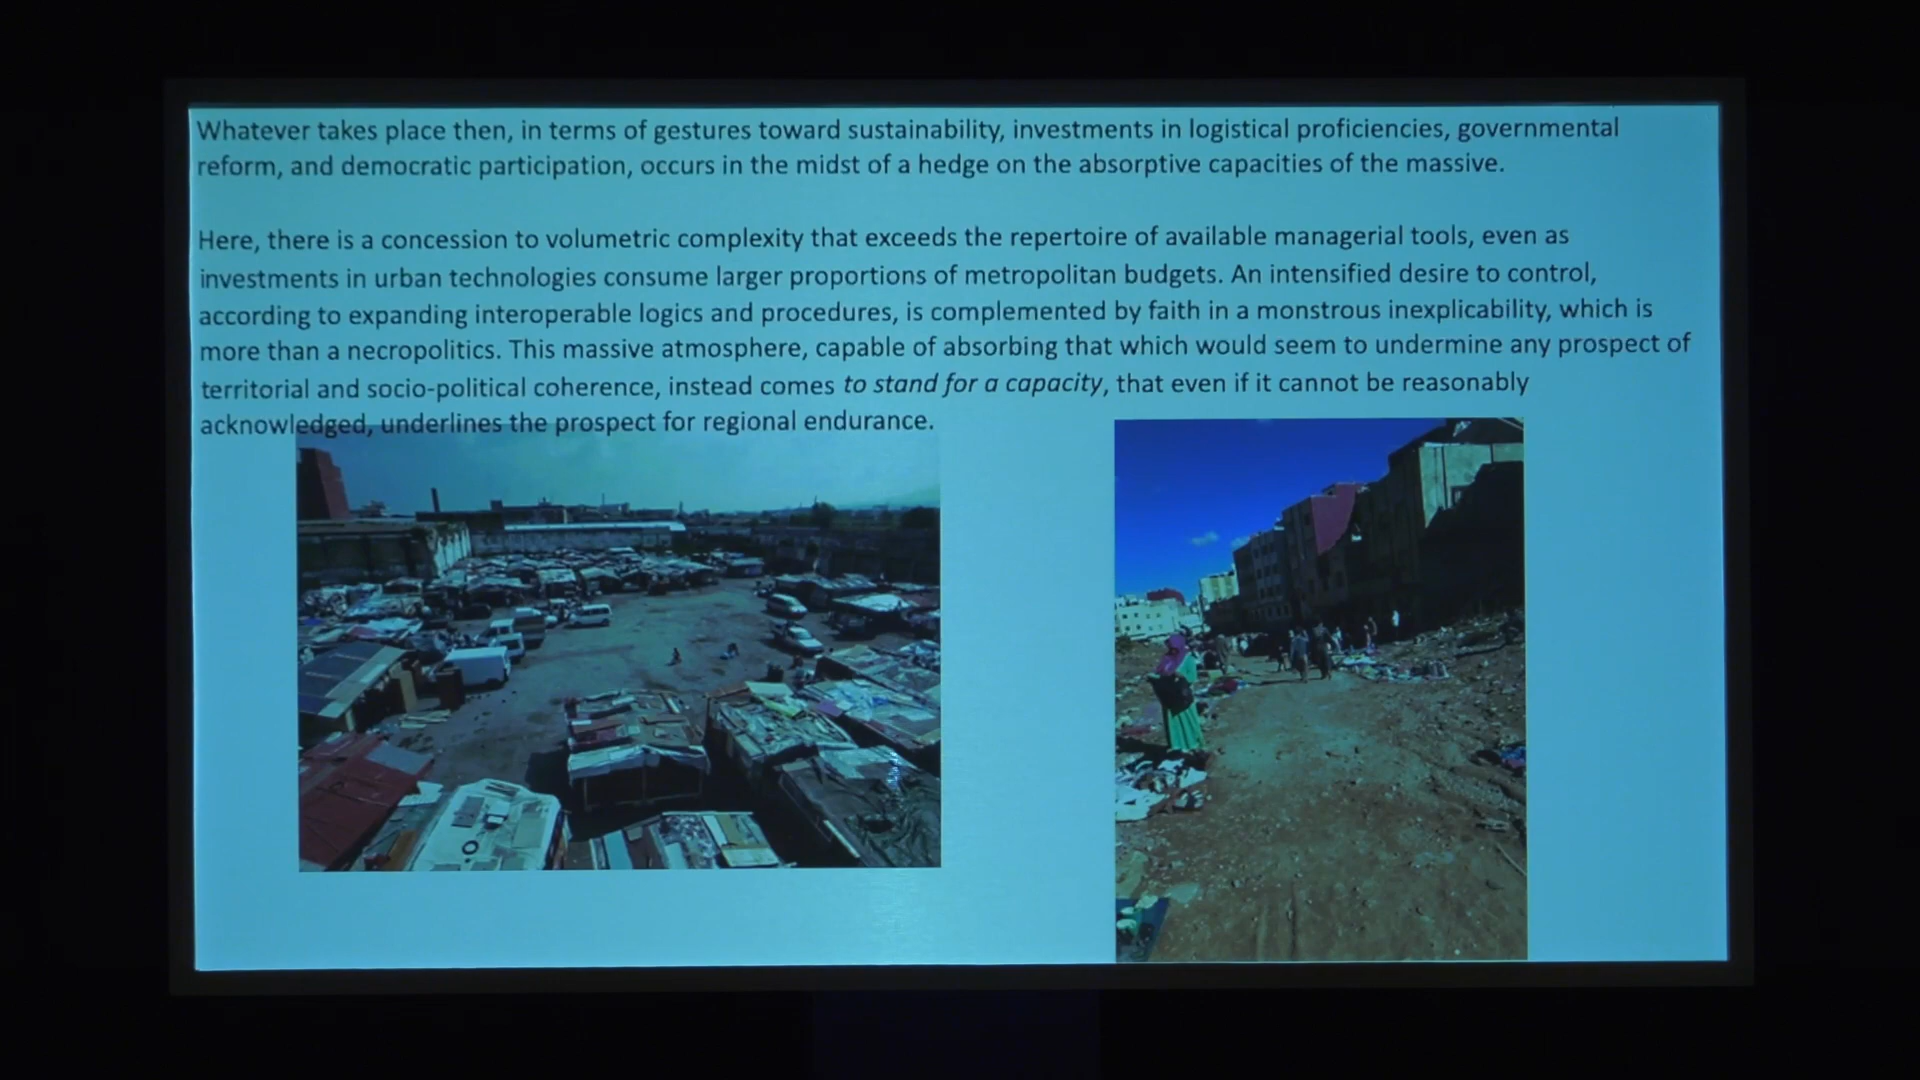 Whatever takes place then, in terms of gestures toward sustainability, investments in logistical proficiencies, governmental
reform, and democratic participation, occurs in the midst of a hedge on the absorptive capacities of the massive.
Here, there is a concession to volumetric complexity that exceeds the repertoire of available managerial tools, even as
investments in urban technologies consume larger proportions of metropolitan budgets. An intensified desire to control,
according to expanding interoperable logics and procedures, is complemented by faith in a monstrous inexplicability, which is
more than a necropolitics. This massive atmosphere, capable of absorbing that which would seem to undermine any prospect of
territorial and socio-political coherence, instead comes to stand for a capacity, that even if it cannot be reasonably
acknowledged, underlines the prospect for regional endurance.